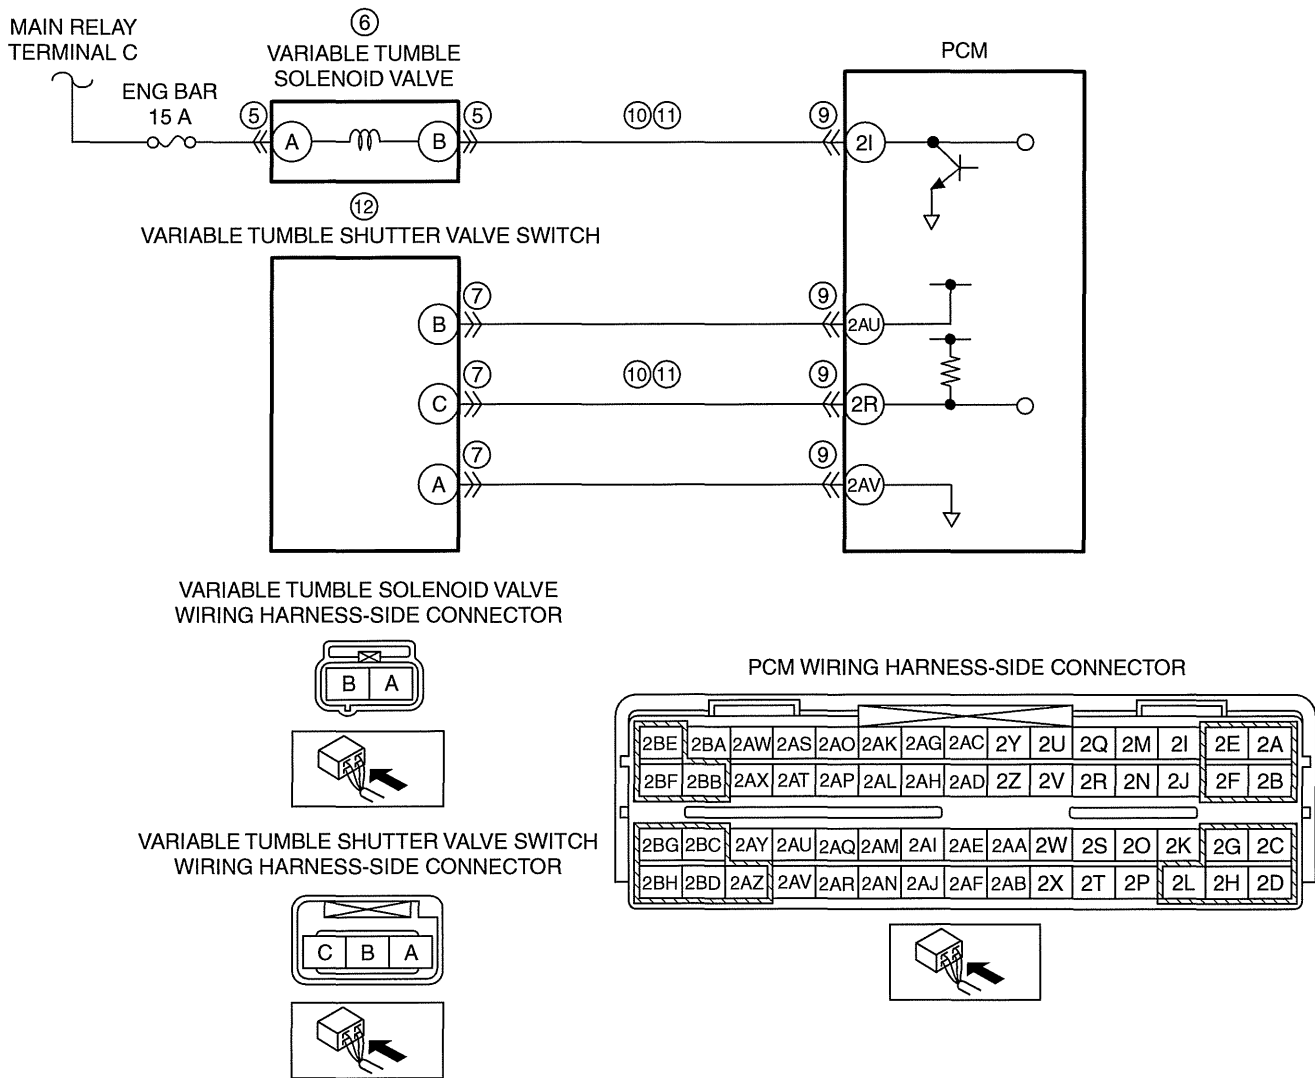 MAIN RELAY
TERMINAL C
ENG BAR
15 A
6
VARIABLE TUMBLE
SOLENOID VALVE
PCM
5
A
B
5
10 11
9
2I
12
VARIABLE TUMBLE SHUTTER VALVE SWITCH
B
7
9
2AU
C
7
10 11
9
2R
A
7
9
2AV
VARIABLE TUMBLE SOLENOID VALVE
WIRING HARNESS-SIDE CONNECTOR
B A
VARIABLE TUMBLE SHUTTER VALVE SWITCH
WIRING HARNESS-SIDE CONNECTOR
C B A
PCM WIRING HARNESS-SIDE CONNECTOR
2BE 2BA 2AW 2AS 2AO 2AK 2AG 2AC 2Y 2U 2Q 2M 2I 2E 2A
2BF 2BB 2AX 2AT 2AP 2AL 2AH 2AD 2Z 2V 2R 2N 2J 2F 2B
2BG 2BC 2AY 2AU 2AQ 2AM 2AI 2AE 2AA 2W 2S 2O 2K 2G 2C
2BH 2BD 2AZ 2AV 2AR 2AN 2AJ 2AF 2AB 2X 2T 2P 2L 2H 2D